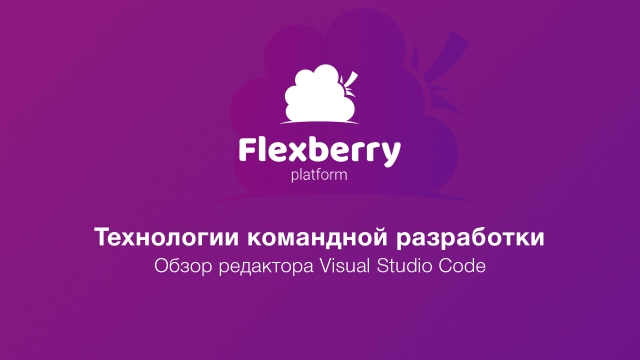 Flexberry
platform
Технологии командной разработки
Обзор редактора Visual Studio Code